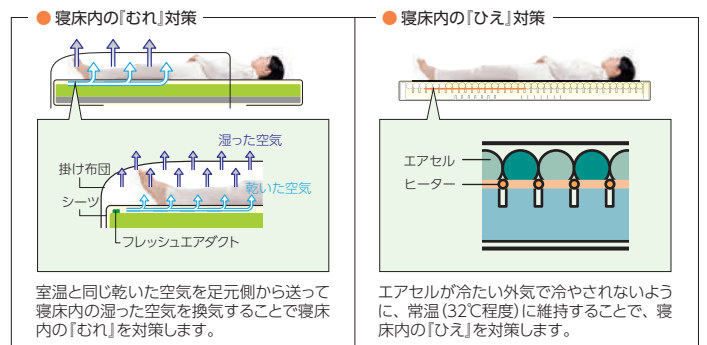 ● 寝床内の『むれ』対策
湿った空気
掛け布団
乾いた空気
シーツ
フレッシュエアダクト
室温と同じ乾いた空気を足元側から送って
寝床内の湿った空気を換気することで寝床
内の『むれ』を対策します。
● 寝床内の『ひえ』対策
エアセル
ヒーター
エアセルが冷たい外気で冷やされないよう
に、常温(32℃程度)に維持することで、寝
床内の『ひえ』を対策します。